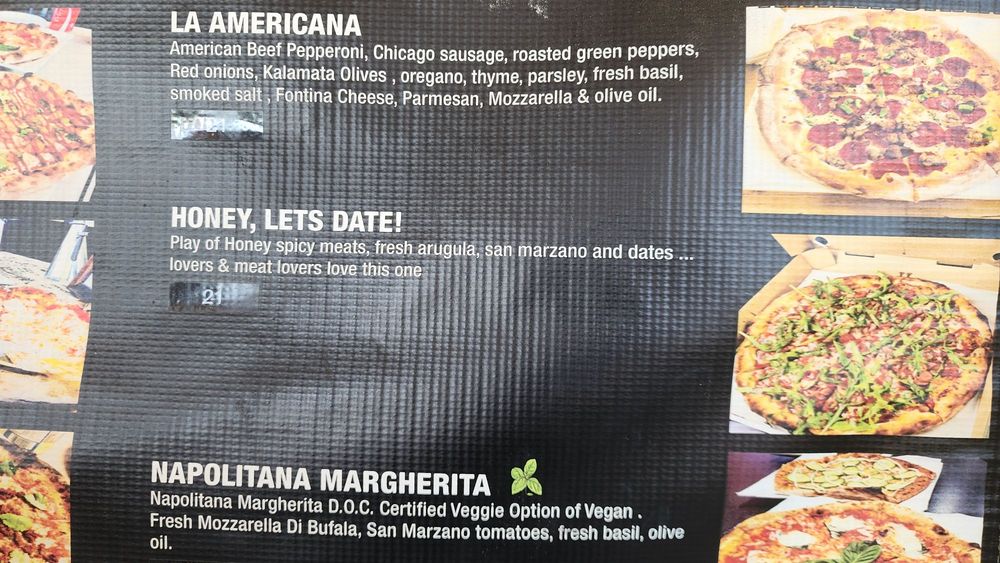 LA AMERICANA
American Beef Pepperoni, Chicago sausage, roasted green peppers,
Red onions, Kalamata Olives , oregano, thyme, parsley, fresh basil,
smoked salt , Fontina Cheese, Parmesan, Mozzarella & olive oil.
HONEY, LETS DATE!
Play of Honey spicy meats, fresh arugula, san marzano and dates ...
lovers & meat lovers love this one
21
NAPOLITANA MARGHERITA
Napolitana Margherita D.O.C. Certified Veggie Option of Vegan .
Fresh Mozzarella Di Bufala, San Marzano tomatoes, fresh basil, olive
oil.